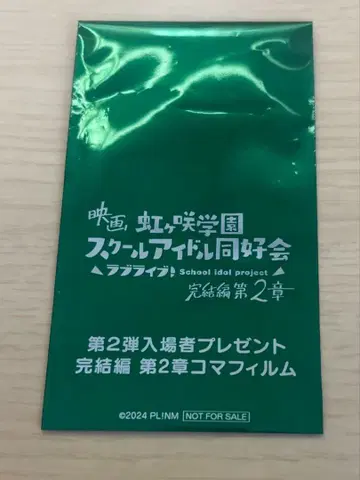 映画 虹ヶ咲学園
スクールアイドル同好会
ラブライブ! School idol project
完結編 第2章
第2弾入場者プレゼント
完結編 第2章コマフィルム
©2024 PL!NM NOT FOR SALE